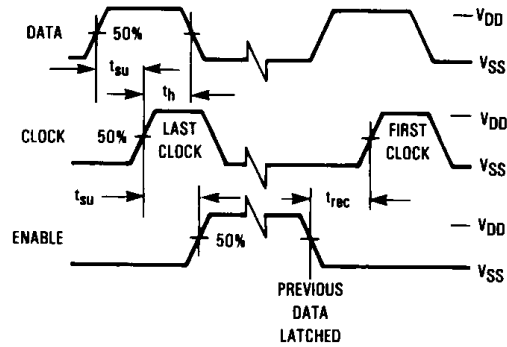 DATA
50%
VDD
VSS
tsu
th
CLOCK
50%
LAST
CLOCK
FIRST
CLOCK
VDD
VSS
tsu
trec
ENABLE
50%
VDD
VSS
PREVIOUS
DATA
LATCHED